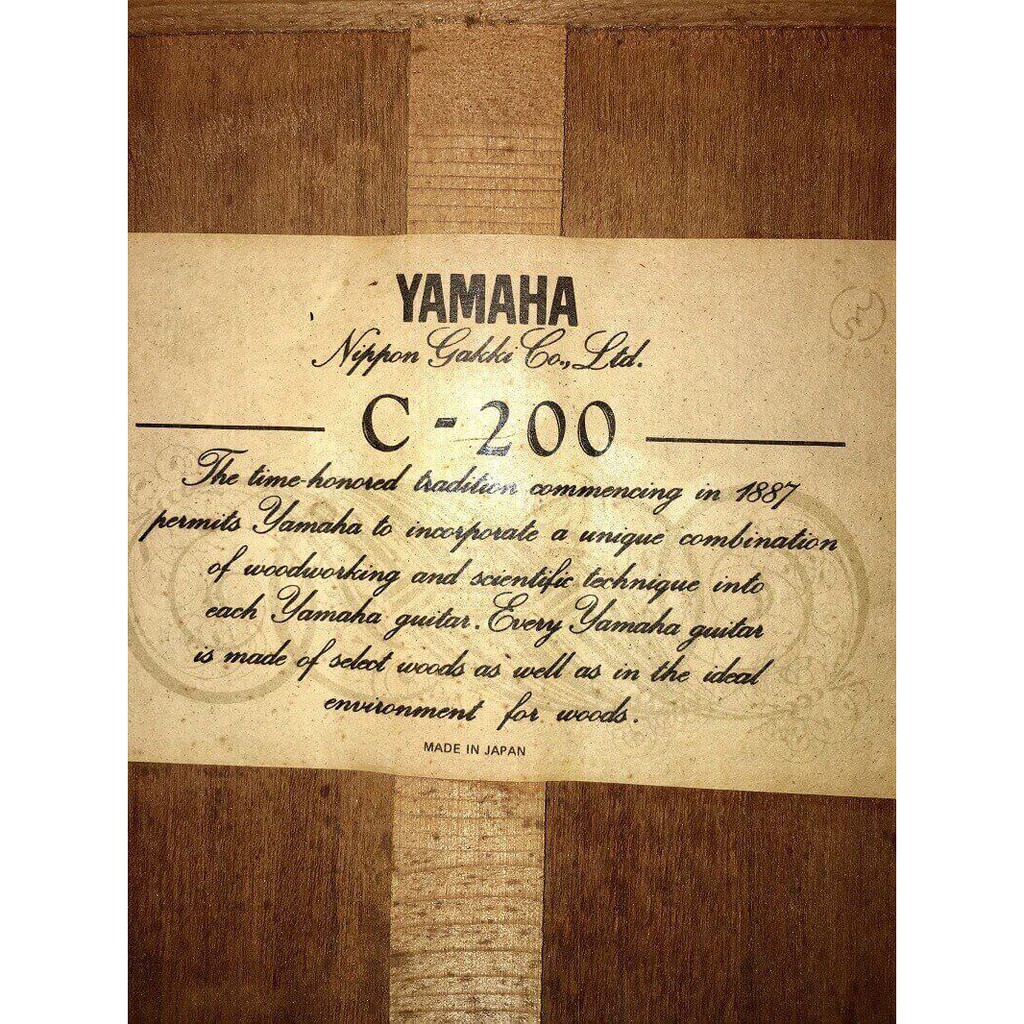 YAMAHA
Nippon Gakki Co., Ltd.
C - 200
The time-honored tradition commencing in 1887
permits Yamaha to incorporate a unique combination
of woodworking and scientific technique into
each Yamaha guitar. Every Yamaha guitar
is made of select woods as well as in the ideal
environment for woods.
MADE IN JAPAN